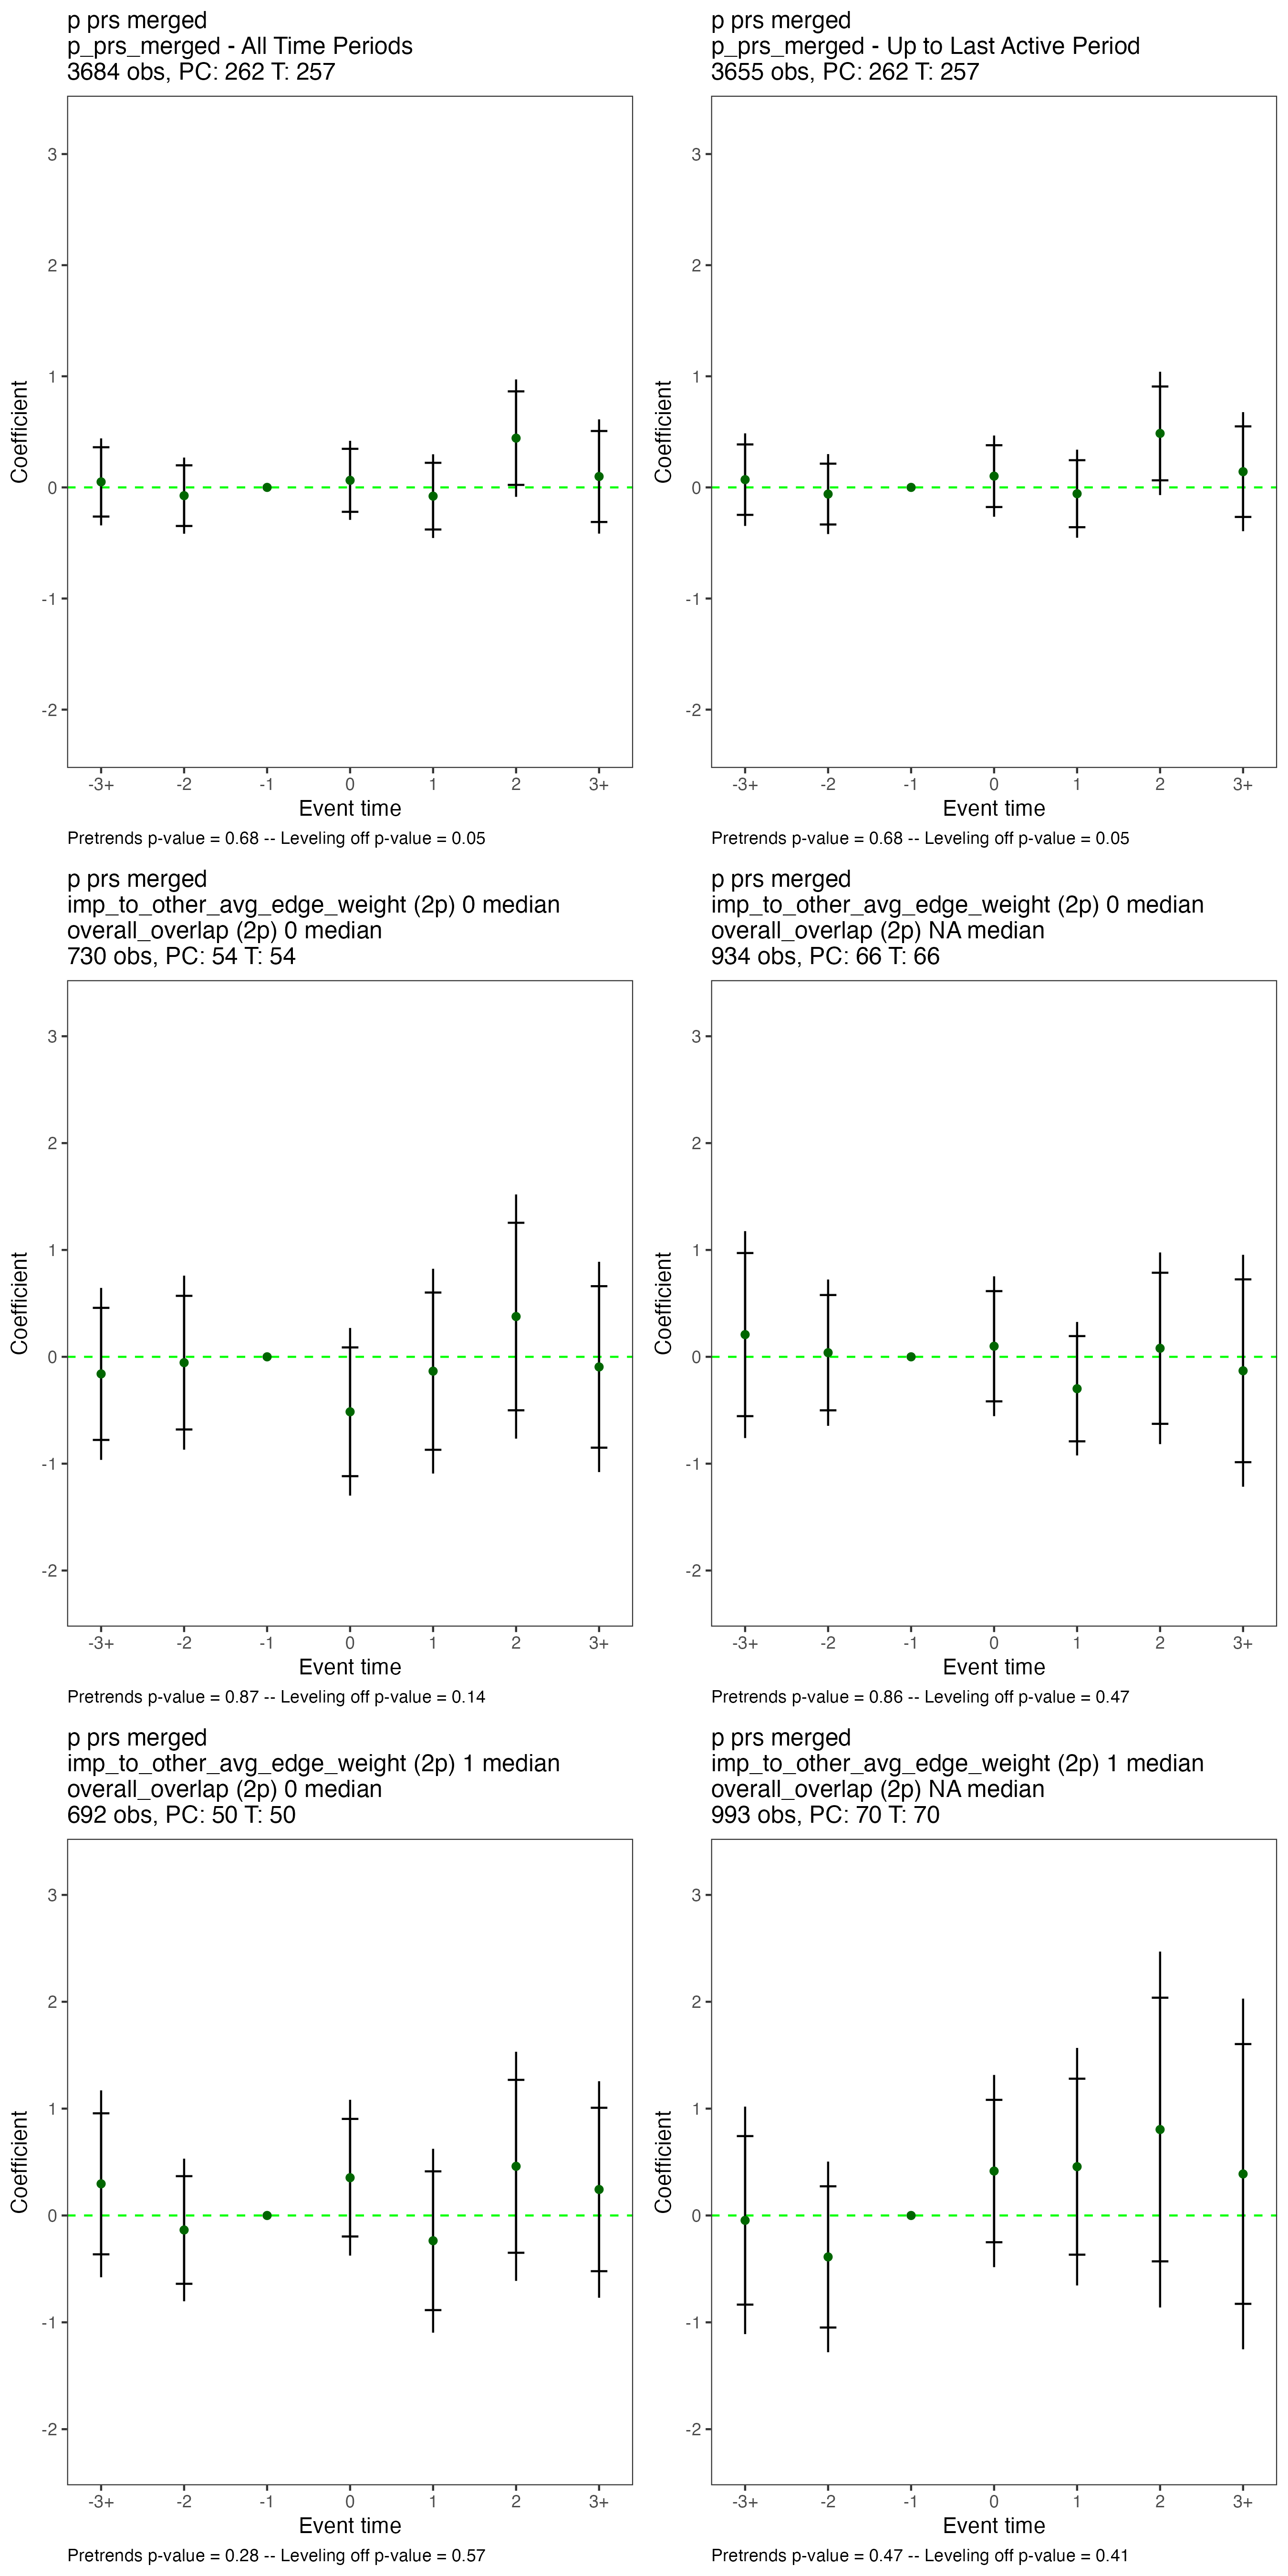 p prs merged
p_prs_merged - All Time Periods
3684 obs, PC: 262 T: 257
3
2
1
0
-1
-2
Coefficient
-3+ -2 -1 0 1 2 3+
Event time
Pretrends p-value = 0.68 -- Leveling off p-value = 0.05
p prs merged
p_prs_merged - Up to Last Active Period
3655 obs, PC: 262 T: 257
3
2
1
0
-1
-2
Coefficient
-3+ -2 -1 0 1 2 3+
Event time
Pretrends p-value = 0.68 -- Leveling off p-value = 0.05
p prs merged
imp_to_other_avg_edge_weight (2p) 0 median
overall_overlap (2p) 0 median
730 obs, PC: 54 T: 54
3
2
1
0
-1
-2
Coefficient
-3+ -2 -1 0 1 2 3+
Event time
Pretrends p-value = 0.87 -- Leveling off p-value = 0.14
p prs merged
imp_to_other_avg_edge_weight (2p) 0 median
overall_overlap (2p) NA median
934 obs, PC: 66 T: 66
3
2
1
0
-1
-2
Coefficient
-3+ -2 -1 0 1 2 3+
Event time
Pretrends p-value = 0.86 -- Leveling off p-value = 0.47
p prs merged
imp_to_other_avg_edge_weight (2p) 1 median
overall_overlap (2p) 0 median
692 obs, PC: 50 T: 50
3
2
1
0
-1
-2
Coefficient
-3+ -2 -1 0 1 2 3+
Event time
Pretrends p-value = 0.28 -- Leveling off p-value = 0.57
p prs merged
imp_to_other_avg_edge_weight (2p) 1 median
overall_overlap (2p) NA median
993 obs, PC: 70 T: 70
3
2
1
0
-1
-2
Coefficient
-3+ -2 -1 0 1 2 3+
Event time
Pretrends p-value = 0.47 -- Leveling off p-value = 0.41